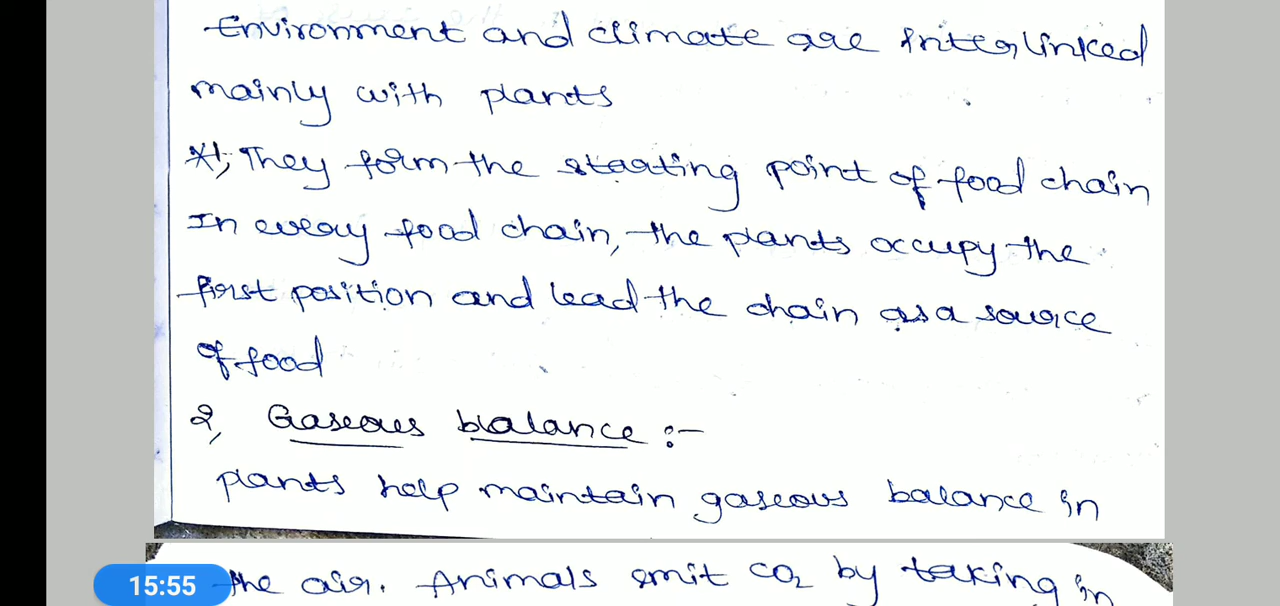 Environment and climate are interlinked
mainly with plants
*1, They form the starting point of food chain
In every food chain, the plants occupy the
first position and lead the chain as a source
of food
2, Gaseous balance :-
plants help maintain gaseous balance in
the air. Animals emit CO₂ by taking in
15:55